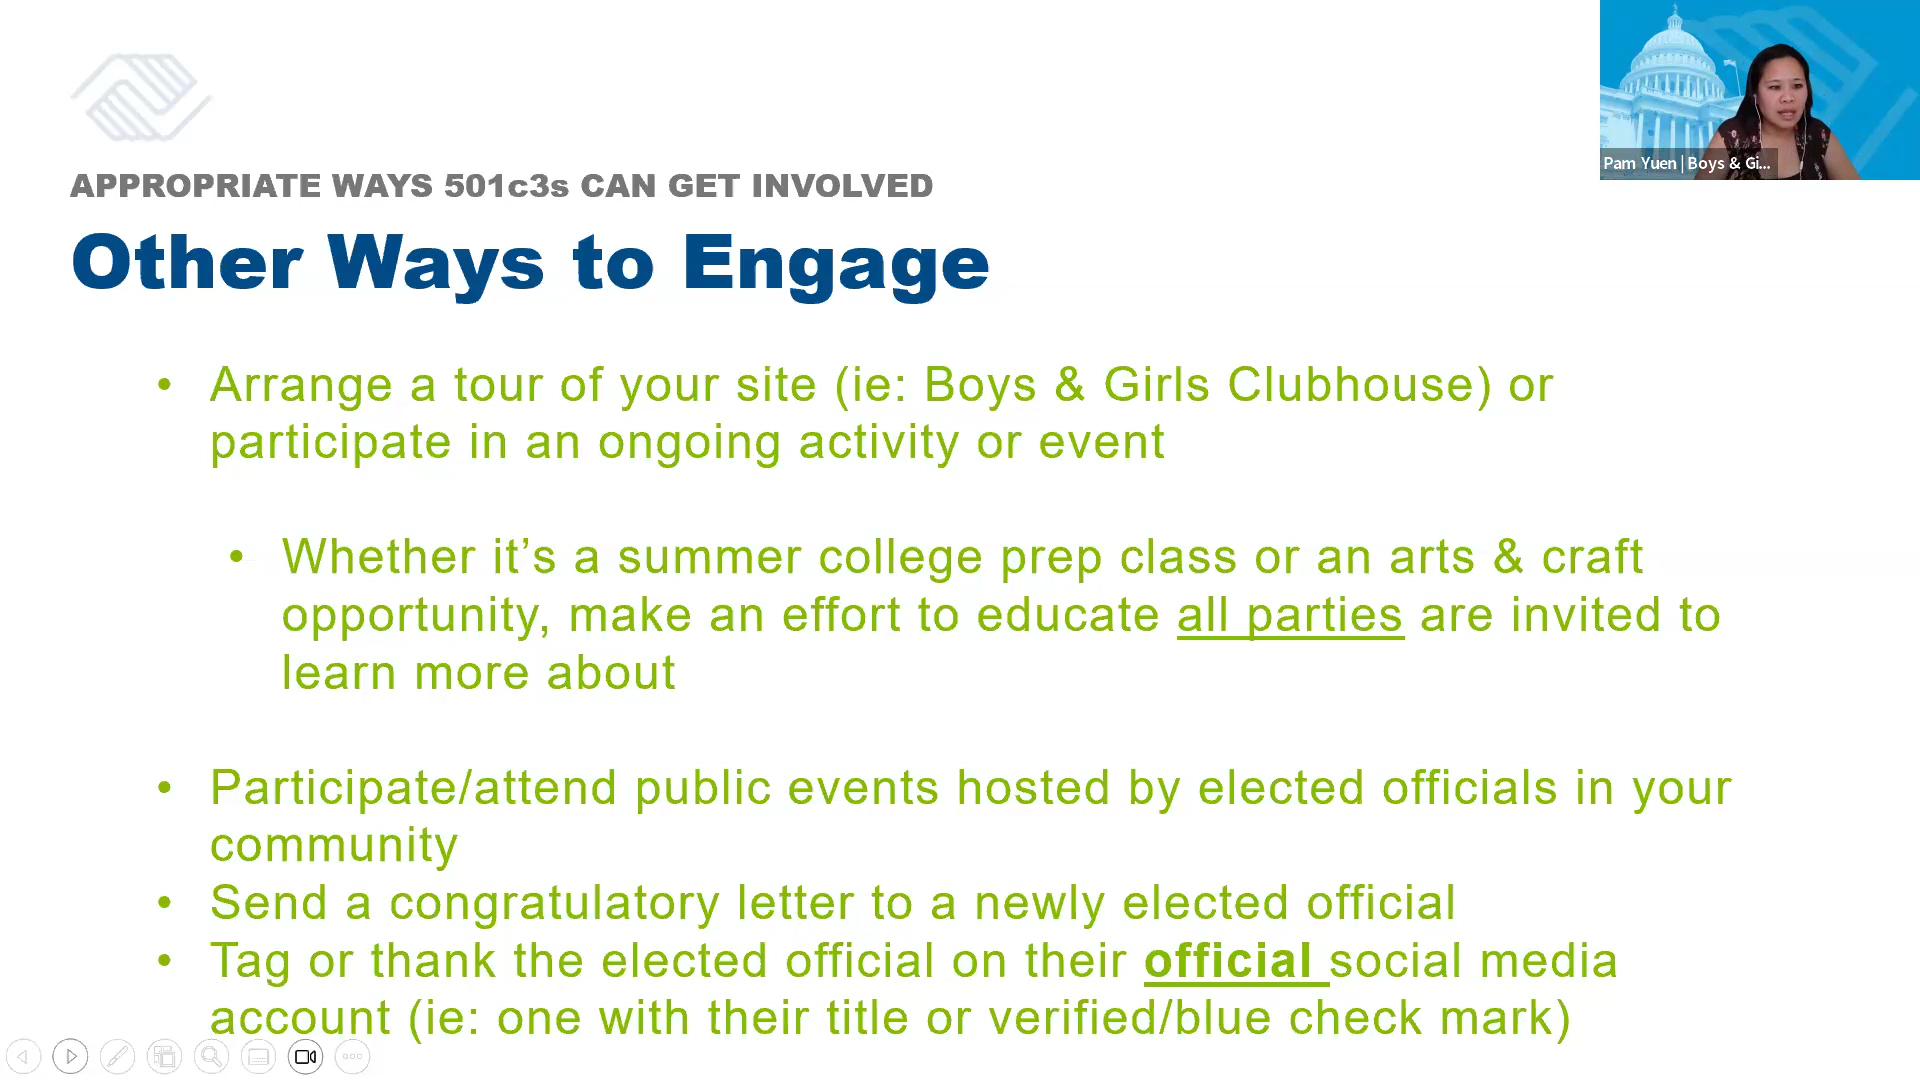 APPROPRIATE WAYS 501c3s CAN GET INVOLVED
Other Ways to Engage
• Arrange a tour of your site (ie: Boys & Girls Clubhouse) or
participate in an ongoing activity or event
• Whether it’s a summer college prep class or an arts & craft
opportunity, make an effort to educate all parties are invited to
learn more about
• Participate/attend public events hosted by elected officials in your
community
• Send a congratulatory letter to a newly elected official
• Tag or thank the elected official on their official social media
account (ie: one with their title or verified/blue check mark)
Pam Yuen | Boys & Gi...